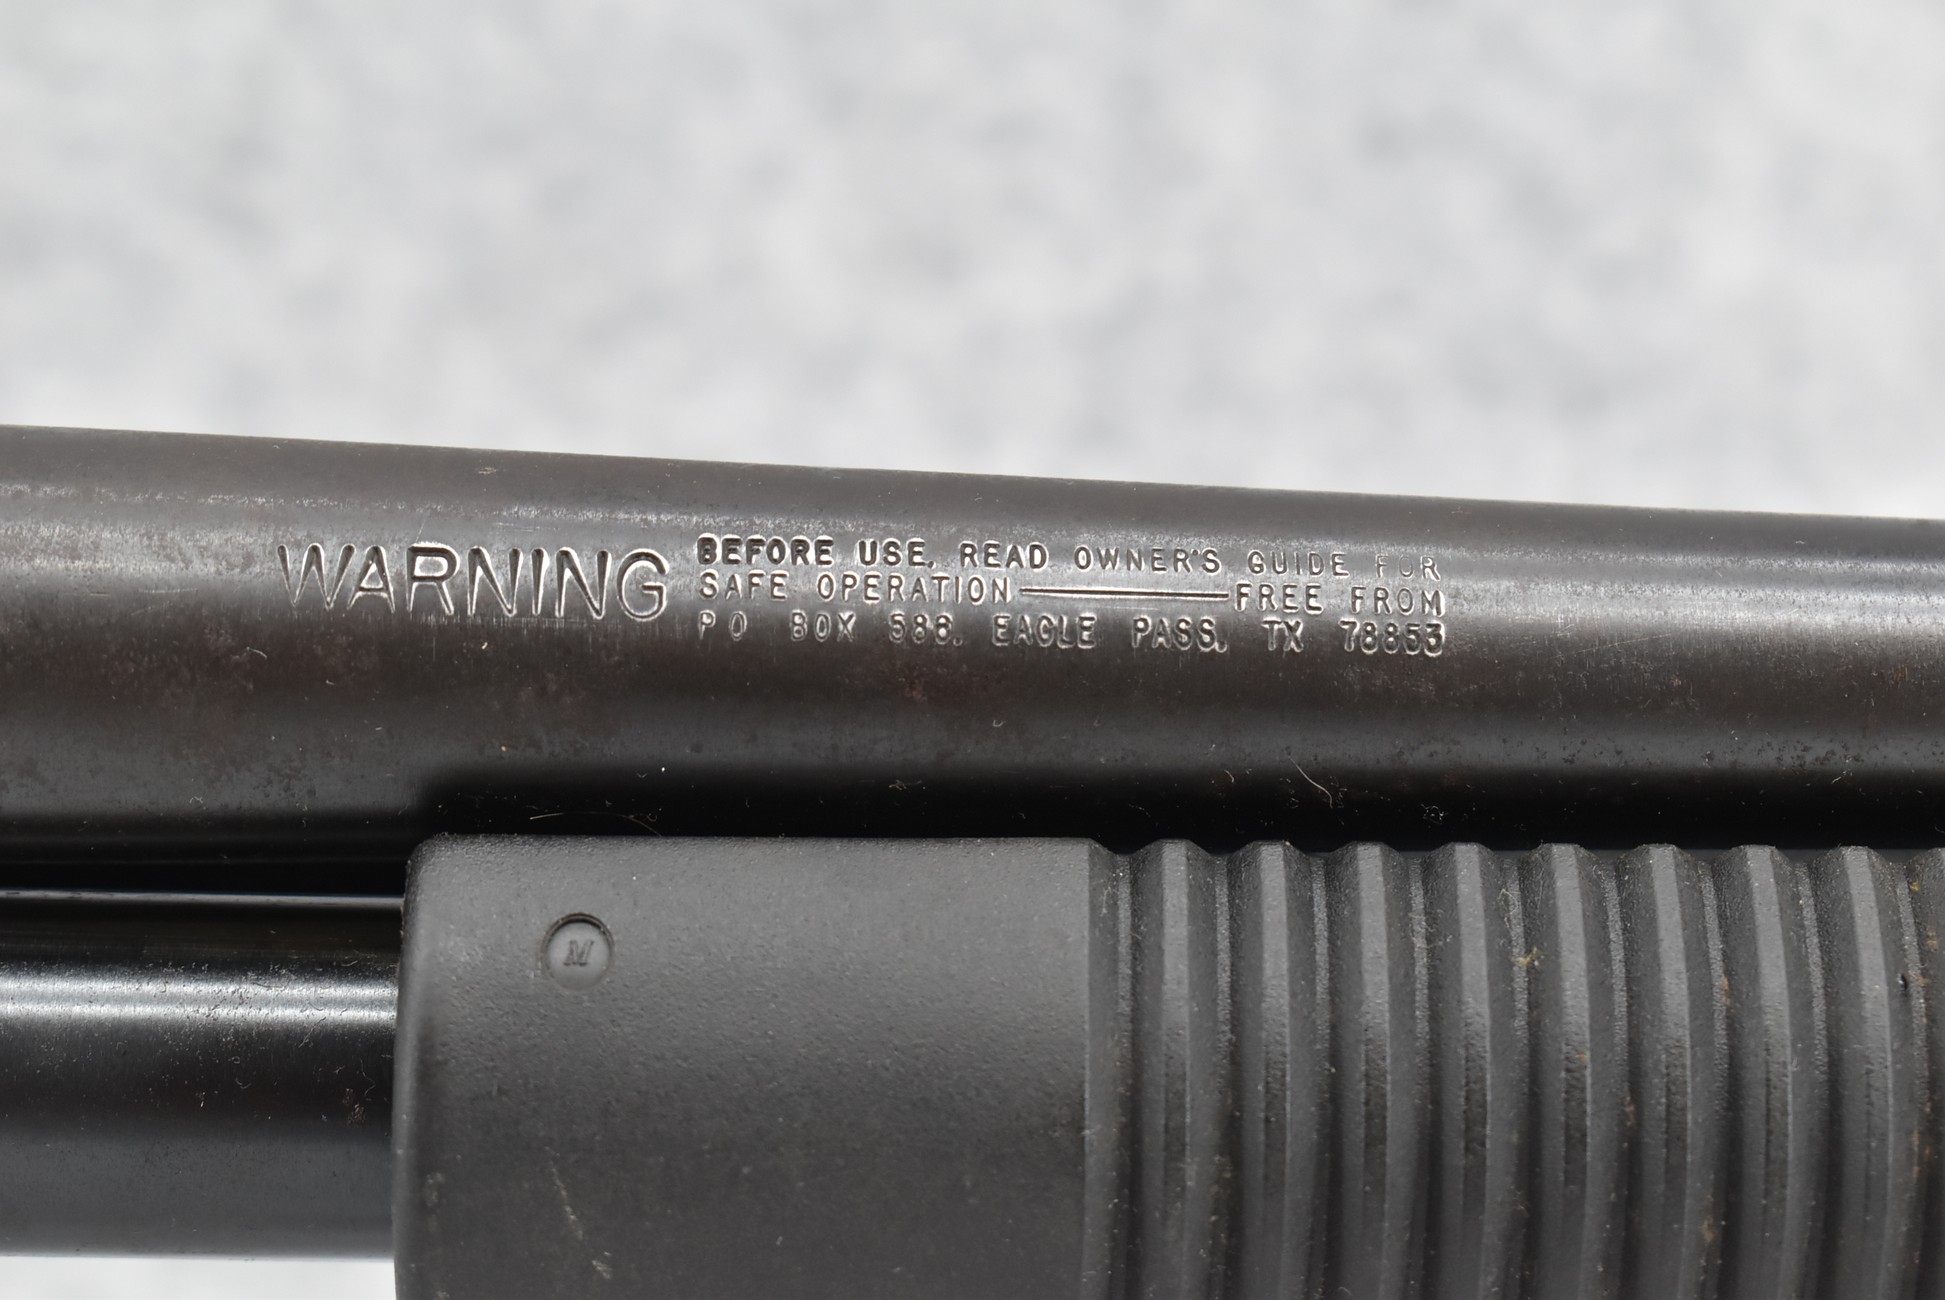 WARNING BEFORE USE, READ OWNER'S GUIDE FOR
SAFE OPERATION — FREE FROM
PO BOX 586, EAGLE PASS, TX 78853
M